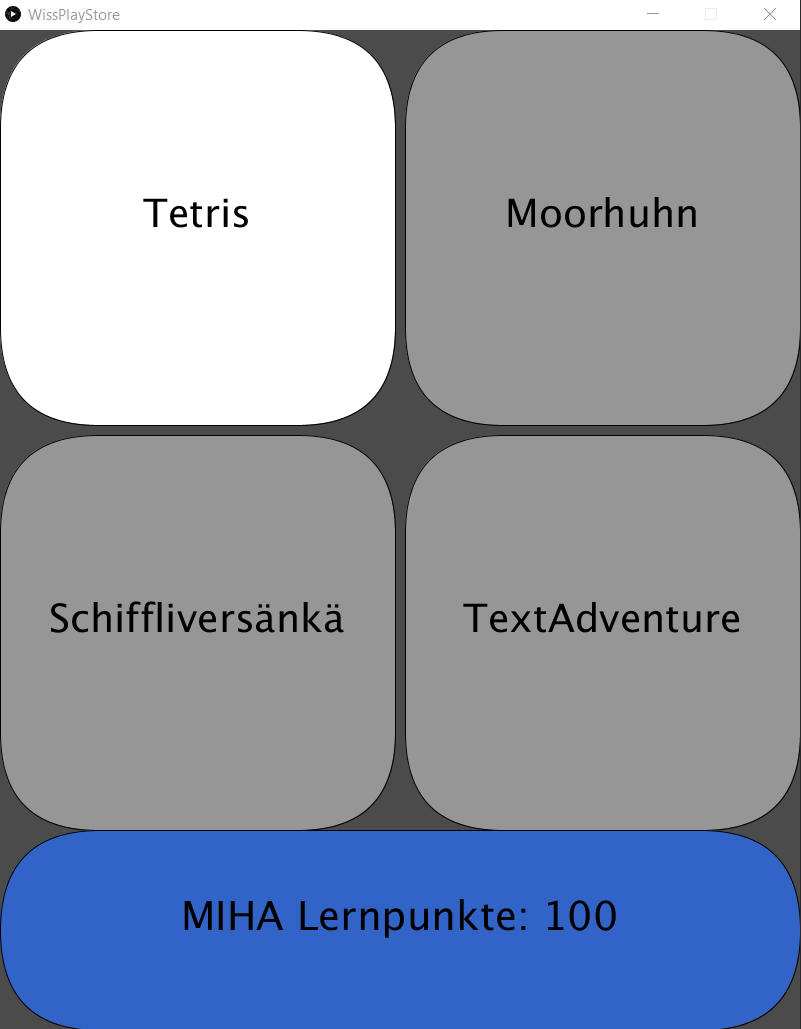 WissPlayStore
Tetris
Moorhuhn
Schiffliversänkä
TextAdventure
MIHA Lernpunkte: 100